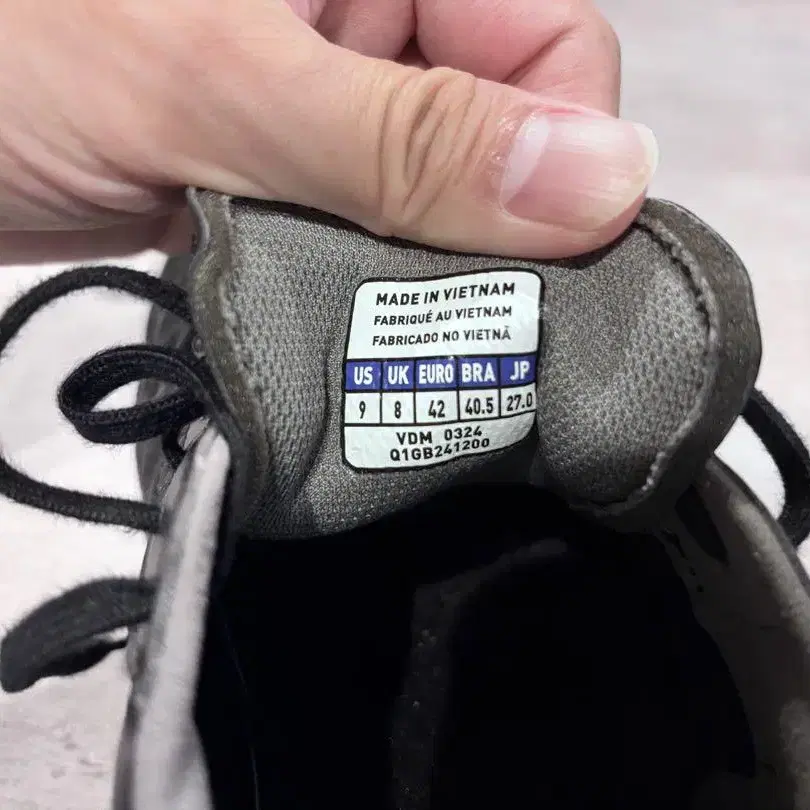 MADE IN VIETNAM
FABRIQUÉ AU VIETNAM
FABRICADO NO VIETNÃ
US UK EURO BRA JP
9 8 42 40.5 27.0
VDM 0324
Q1GB241200